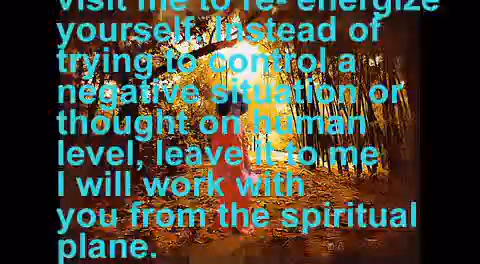 visit me to re- energize
yourself. Instead of
trying to control a
negative situation or
thought on human
level, leave it to me
I will work with
you from the spiritual
plane.